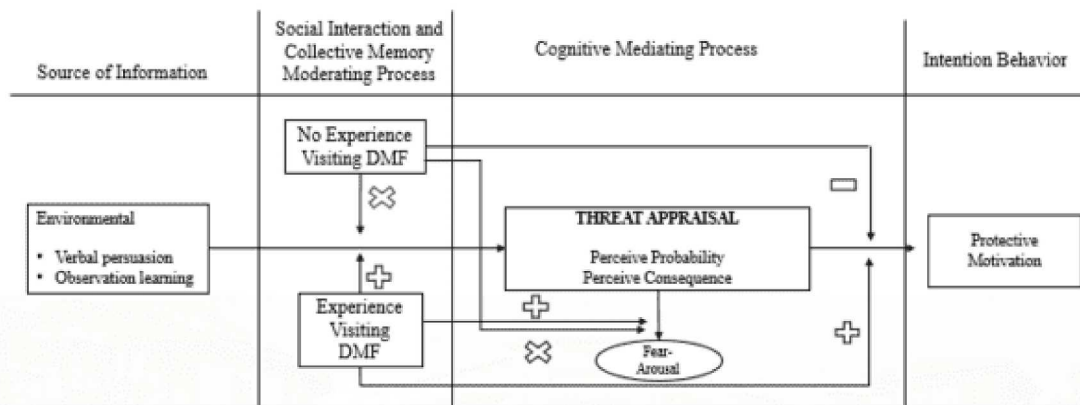 Source of Information
Social Interaction and
Collective Memory
Moderating Process
Cognitive Mediating Process
Intention Behavior
No Experience
Visiting DMF
Environmental
• Verbal persuasion
• Observation learning
Experience
Visiting
DMF
THREAT APPRAISAL
Perceive Probability
Perceive Consequence
Fear-
Arousal
Protective
Motivation